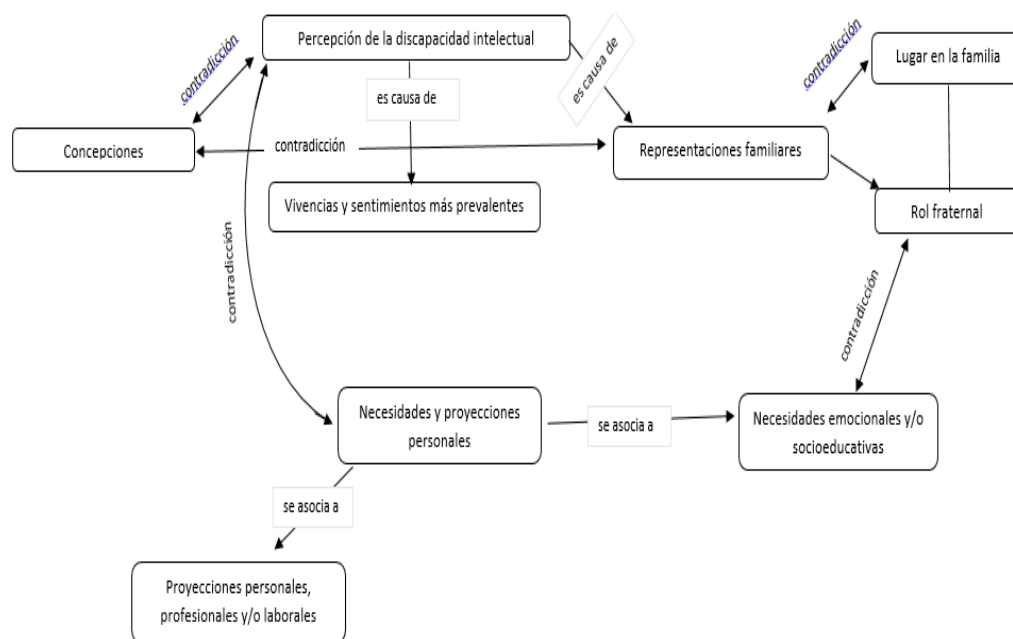 Percepción de la discapacidad intelectual
contradicción
es causa de
es causa de
contradicción
Lugar en la familia
Concepciones
contradicción
Representaciones familiares
Vivencias y sentimientos más prevalentes
Rol fraternal
contradicción
contradicción
Necesidades y proyecciones
personales
se asocia a
Necesidades emocionales y/o
socioeducativas
se asocia a
Proyecciones personales,
profesionales y/o laborales